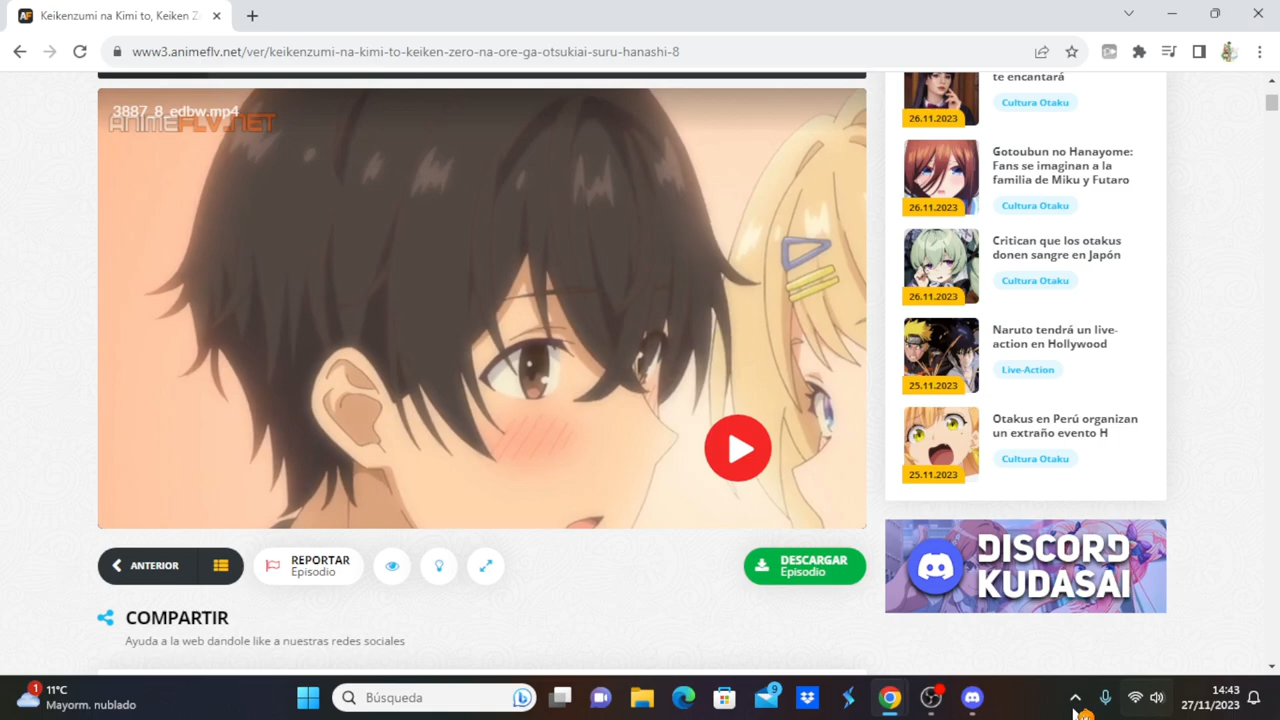 Keikenzumi na Kimi to, Keiken Z
www3.animeflv.net/ver/keikenzumi-na-kimi-to-keiken-zero-na-ore-ga-otsukiai-suru-hanashi-8
3887_8_edbw.mp4
ANIMEFLV.NET
ANTERIOR
REPORTAR
Episodio
DESCARGAR
Episodio
COMPARTIR
Ayuda a la web dandole like a nuestras redes sociales
te encantará
Cultura Otaku
26.11.2023
Gotoubun no Hanayome:
Fans se imaginan a la
familia de Miku y Futaro
Cultura Otaku
26.11.2023
Critican que los otakus
donen sangre en Japón
Cultura Otaku
26.11.2023
Naruto tendrá un live-
action en Hollywood
Live-Action
25.11.2023
Otakus en Perú organizan
un extraño evento H
Cultura Otaku
25.11.2023
DISCORD
KUDASAI
1
11°C
Mayorm. nublado
Búsqueda
9
14:43
27/11/2023